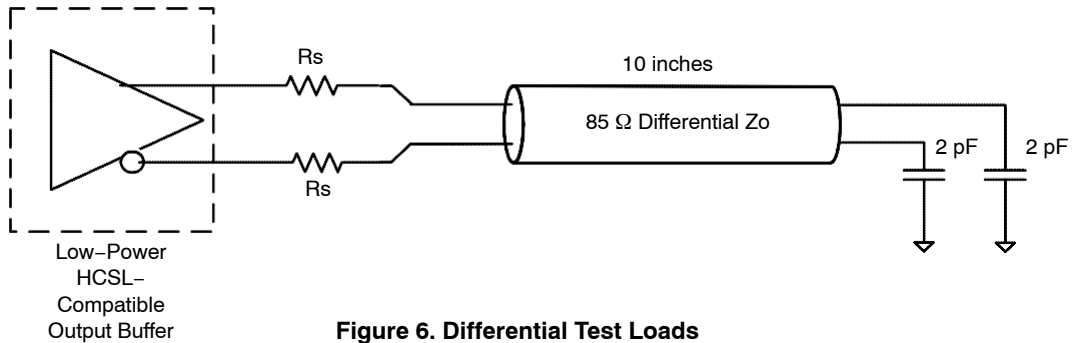 Rs
10 inches
85 Ω Differential Zo
2 pF
2 pF
Rs
Low−Power
HCSL−
Compatible
Output Buffer
Figure 6. Differential Test Loads